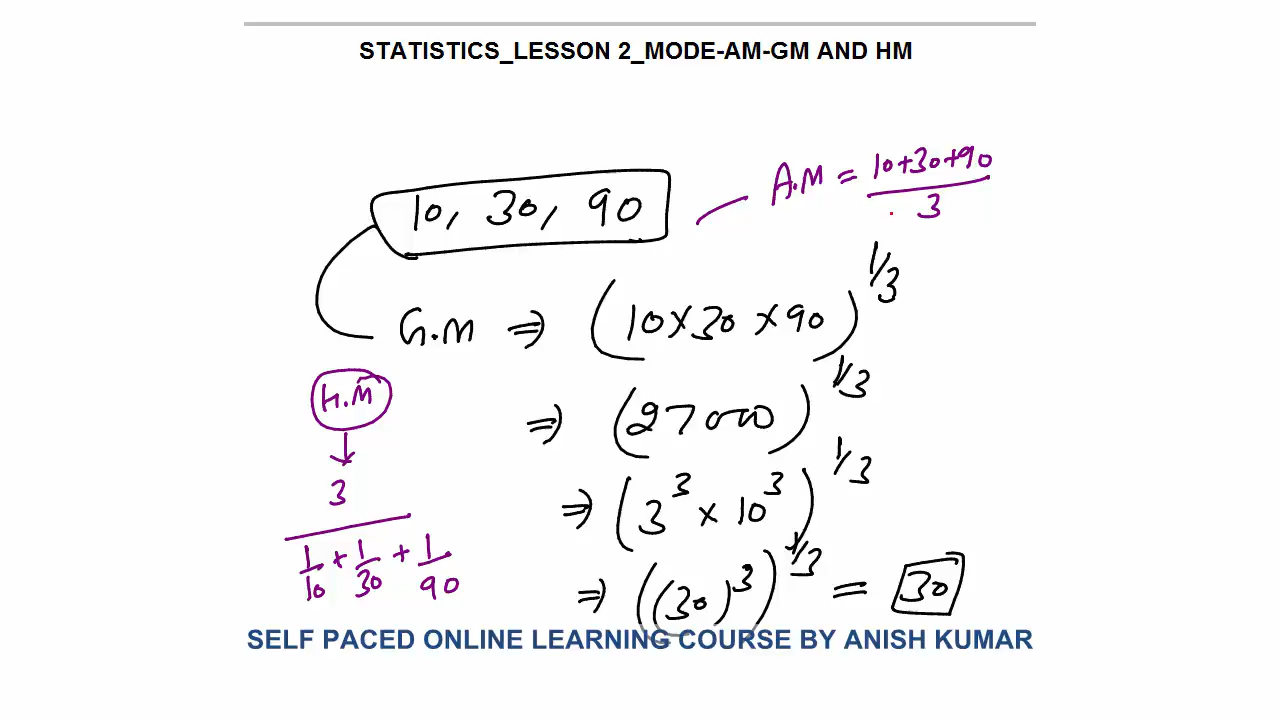 STATISTICS_LESSON 2_MODE-AM-GM AND HM
A.M = 10+30+90
3
10, 30, 90
G.M ⇒ (10×30×90)^1/3
⇒ (27000)^1/3
⇒ (3^3 × 10^3)^1/3
⇒ ((30)^3)^1/3 = 30
H.M
↓
3
1/10 + 1/30 + 1/90
SELF PACED ONLINE LEARNING COURSE BY ANISH KUMAR